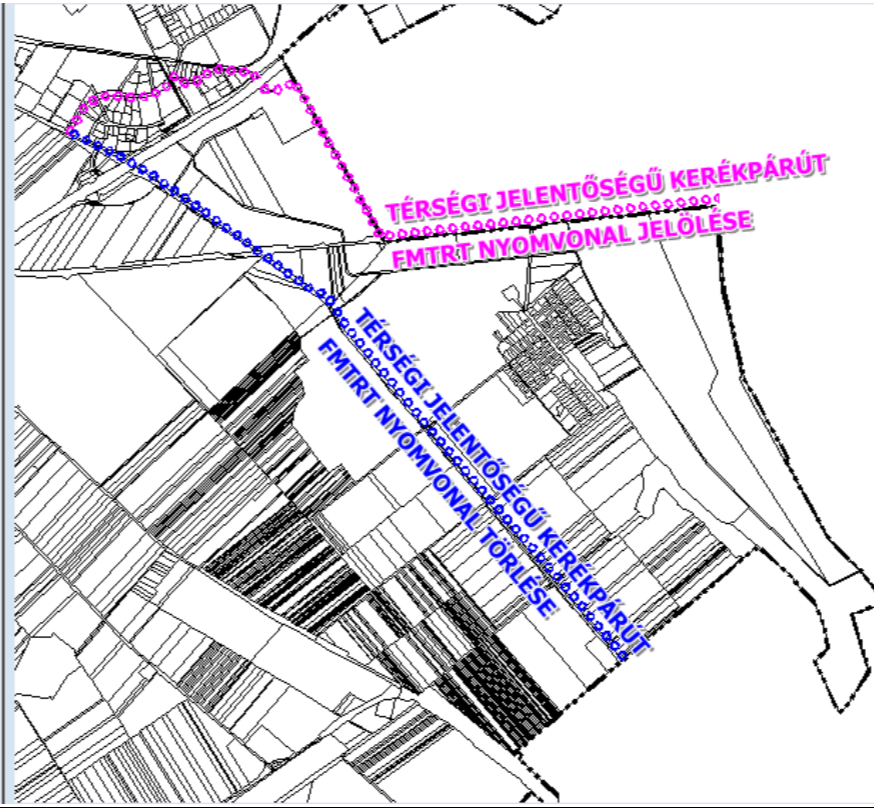 TÉRSÉGI JELENTŐSÉGŰ KERÉKPÁRÚT
FMTRT NYOMVONAL JELÖLÉSE
TÉRSÉGI JELENTŐSÉGŰ KERÉKPÁRÚT
FMTRT NYOMVONAL TÖRLÉSE